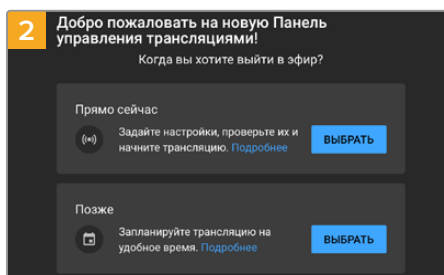 2
Добро пожаловать на новую Панель
управления трансляциями!
Когда вы хотите выйти в эфир?
Прямо сейчас
Задайте настройки, проверьте их и
начните трансляцию. Подробнее
ВЫБРАТЬ
Позже
Запланируйте трансляцию на
удобное время. Подробнее
ВЫБРАТЬ